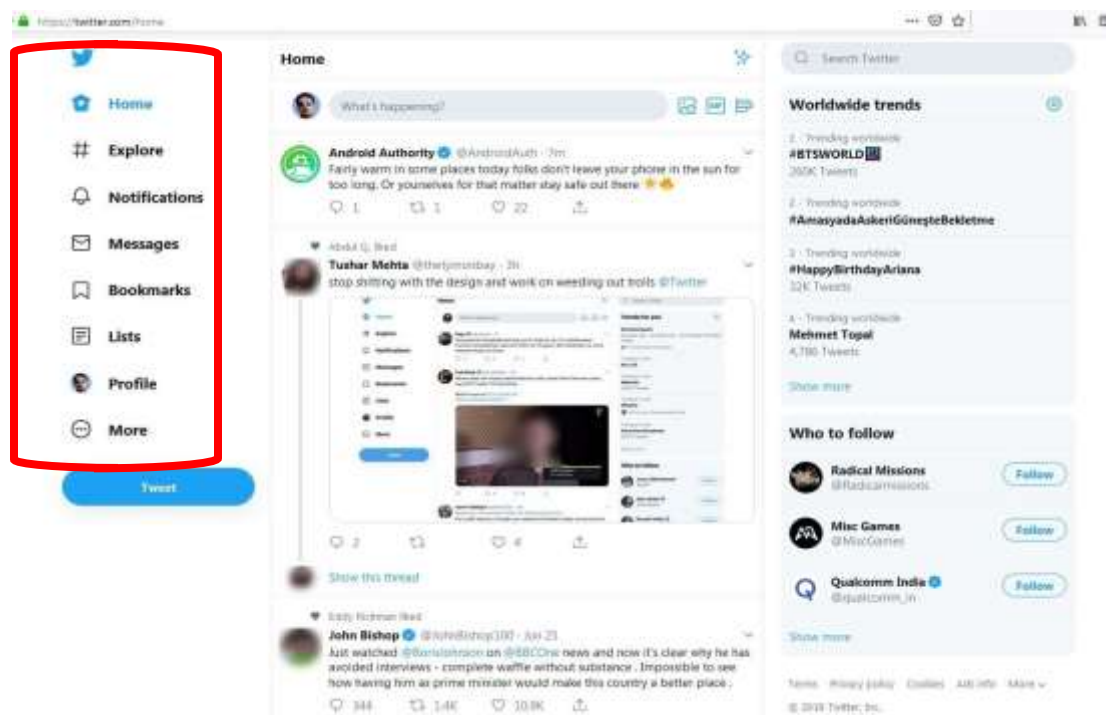 https://twitter.com/home
Home
Explore
Notifications
Messages
Bookmarks
Lists
Profile
More
Tweet
Home
What's happening?
Android Authority @AndroidAuth · 7m
Fairly warm in some places today folks don't leave your phone in the sun for
too long. Or yourselves for that matter stay safe out there
1 1 22
Abdul Q. liked
Tushar Mehta · 2h
stop shitting with the design and work on weeding out trolls @Twitter
2 4
Show this thread
liked
John Bishop @JohnBishop100 · Jun 25
Just watched @BorisJohnson on @BBCOne news and now it's clear why he has
avoided interviews - complete waffle without substance . Impossible to see
how having him as prime minister would make this country a better place .
344 1.4K 10.8K
Search Twitter
Worldwide trends
1 · Trending worldwide
#BTSWORLD
260K Tweets
2 · Trending worldwide
#AmasyadaAskeriGüneşteBekletme
3 · Trending worldwide
#HappyBirthdayAriana
32K Tweets
4 · Trending worldwide
Mehmet Topal
4,780 Tweets
Show more
Who to follow
Radical Missions
@Radicalmissions
Follow
Misc Games
@MiscGames
Follow
Qualcomm India
@qualcomm_in
Follow
Show more
Terms Privacy policy Cookies Ads info More
Twitter, Inc.